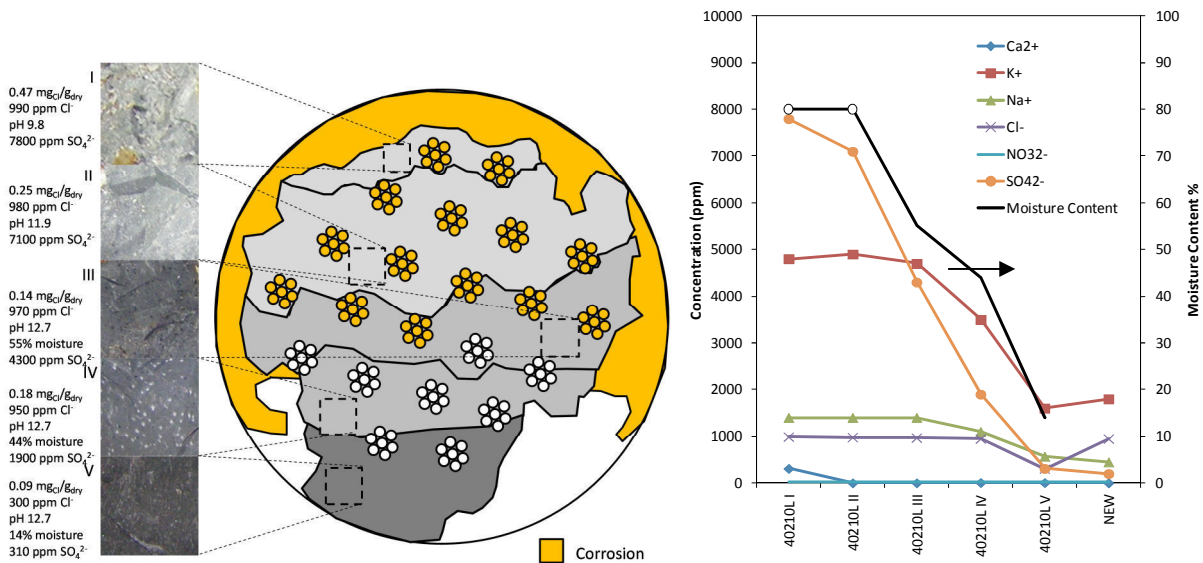 I
0.47 mgCl/gdry
990 ppm Cl⁻
pH 9.8
7800 ppm SO₄²⁻
II
0.25 mgCl/gdry
980 ppm Cl⁻
pH 11.9
7100 ppm SO₄²⁻
III
0.14 mgCl/gdry
970 ppm Cl⁻
pH 12.7
55% moisture
4300 ppm SO₄²⁻
IV
0.18 mgCl/gdry
950 ppm Cl⁻
pH 12.7
44% moisture
1900 ppm SO₄²⁻
V
0.09 mgCl/gdry
300 ppm Cl⁻
pH 12.7
14% moisture
310 ppm SO₄²⁻
Corrosion
Concentration (ppm)
10000
9000
8000
7000
6000
5000
4000
3000
2000
1000
0
Ca2+
K+
Na+
Cl-
NO32-
SO42-
Moisture Content
100
90
80
70
60
50
40
30
20
10
0
Moisture Content %
40210L I
40210L II
40210L III
40210L IV
40210L V
NEW